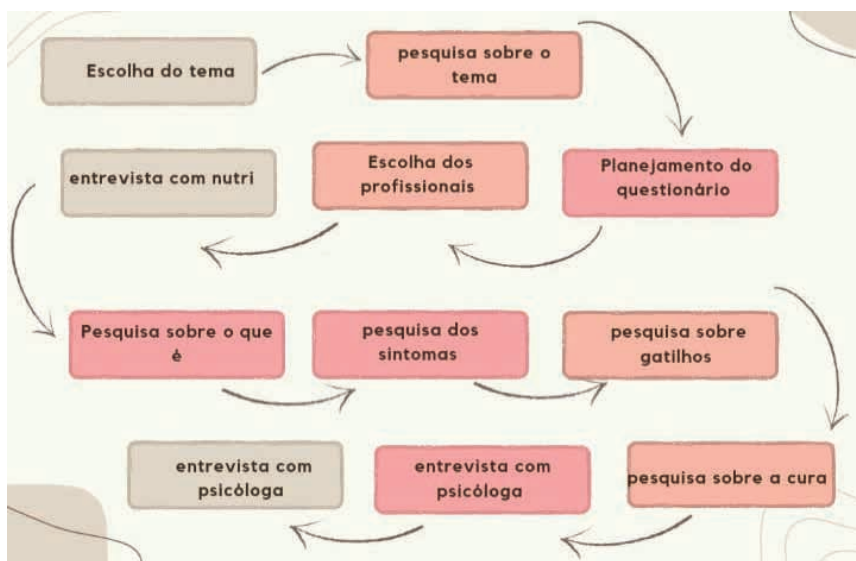 Escolha do tema
pesquisa sobre o
tema
Planejamento do
questionário
Escolha dos
profissionais
entrevista com nutri
Pesquisa sobre o que
é
pesquisa dos
sintomas
pesquisa sobre
gatilhos
pesquisa sobre a cura
entrevista com
psicóloga
entrevista com
psicóloga